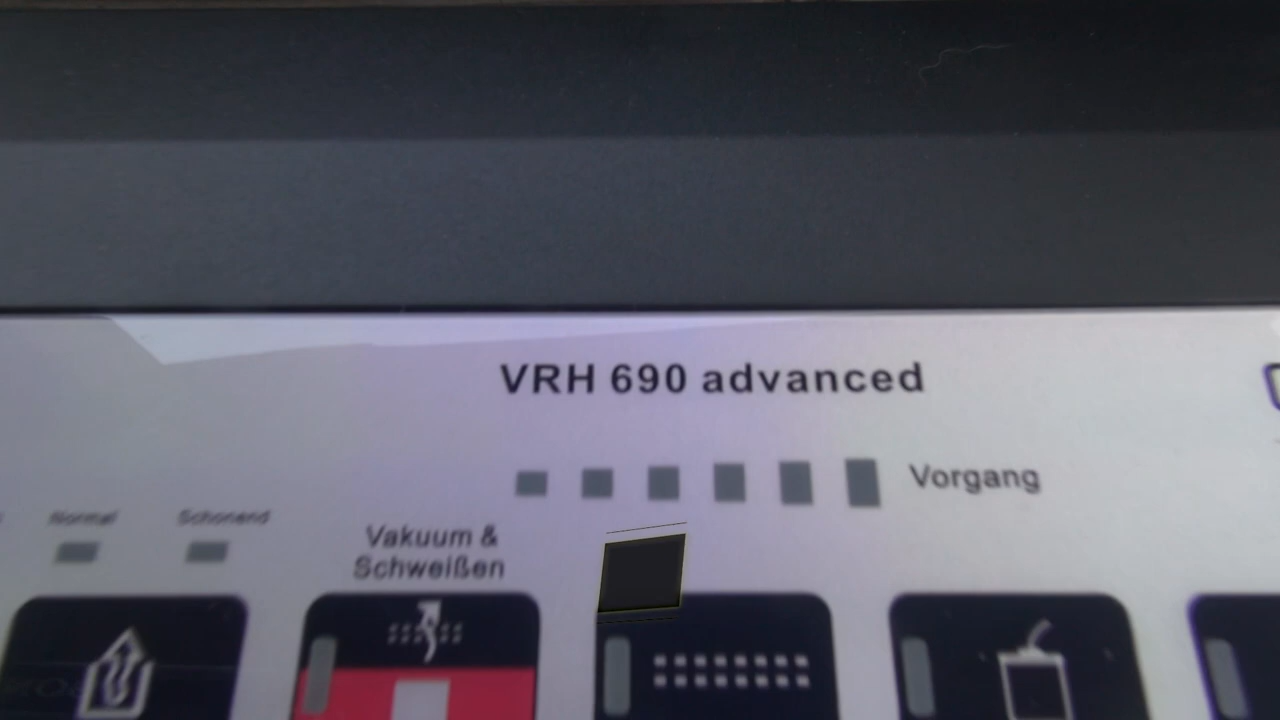 VRH 690 advanced
Vorgang
Normal
Schonend
Vakuum &
Schweißen